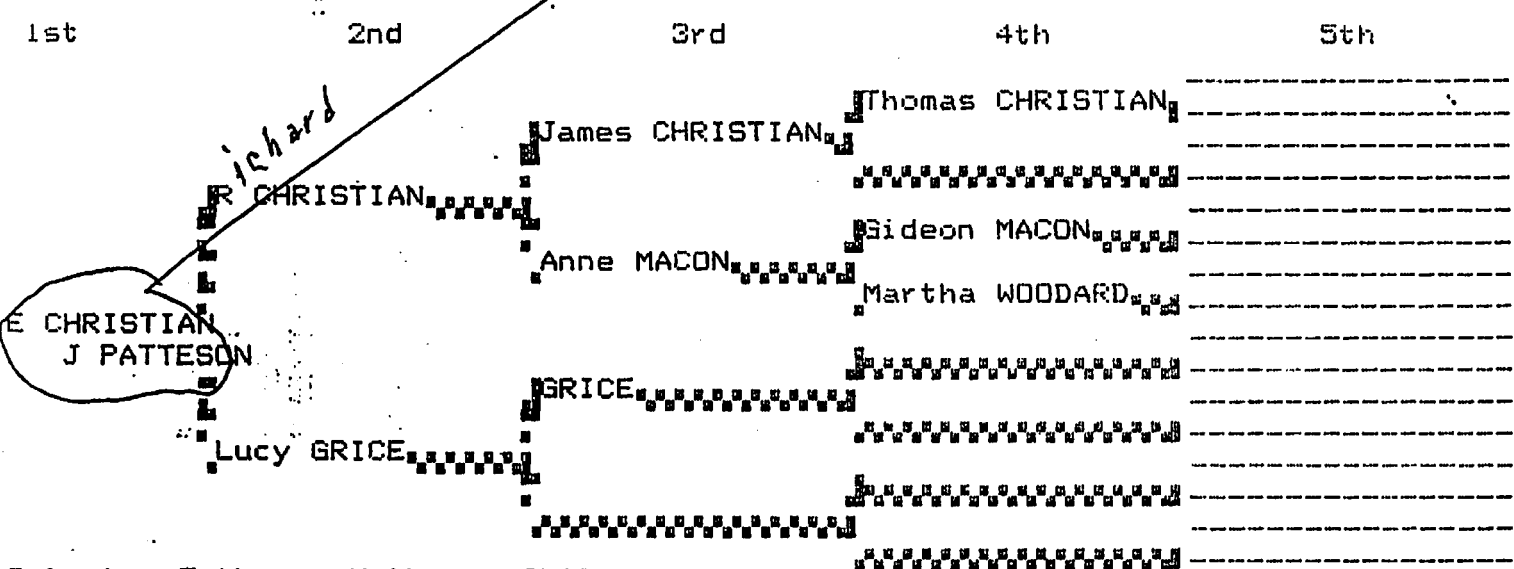 1st 2nd 3rd 4th 5th
Thomas CHRISTIAN
James CHRISTIAN
ichard
R CHRISTIAN
Gideon MACON
Anne MACON
Martha WOODARD
E CHRISTIAN
J PATTESON
GRICE
Lucy GRICE